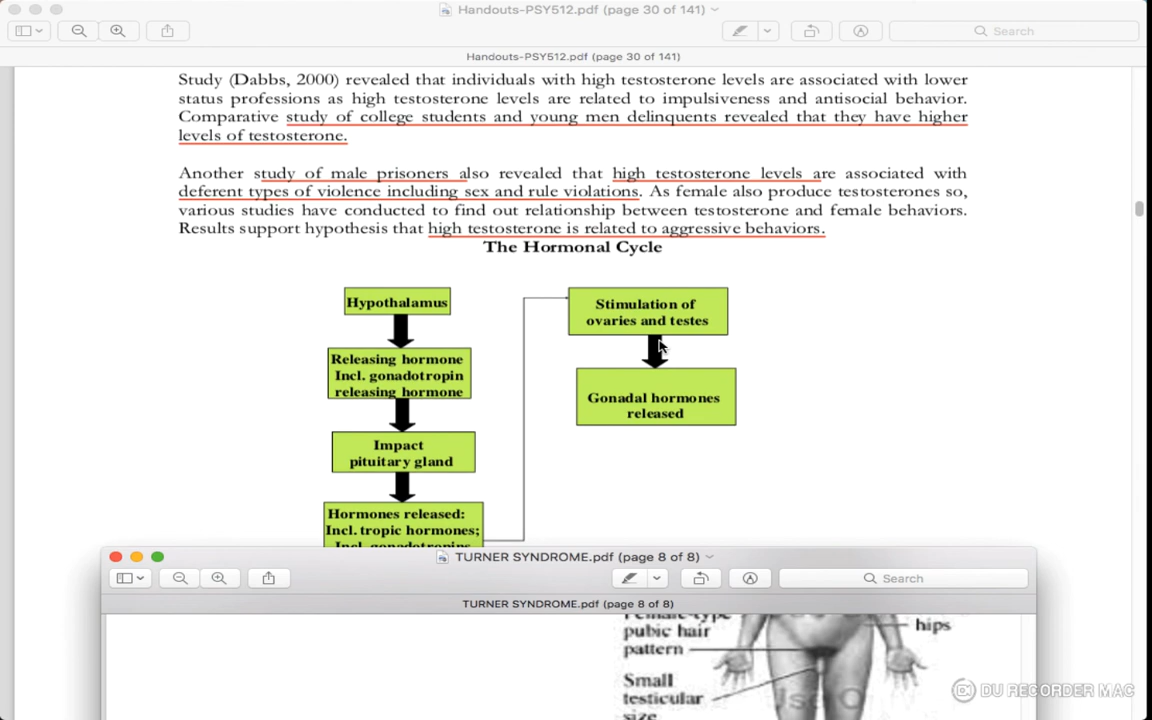 Handouts-PSY512.pdf (page 30 of 141)
Search
Handouts-PSY512.pdf (page 30 of 141)
Study (Dabbs, 2000) revealed that individuals with high testosterone levels are associated with lower
status professions as high testosterone levels are related to impulsiveness and antisocial behavior.
Comparative study of college students and young men delinquents revealed that they have higher
levels of testosterone.
Another study of male prisoners also revealed that high testosterone levels are associated with
deferent types of violence including sex and rule violations. As female also produce testosterones so,
various studies have conducted to find out relationship between testosterone and female behaviors.
Results support hypothesis that high testosterone is related to aggressive behaviors.
The Hormonal Cycle
Hypothalamus
Releasing hormone
Incl. gonadotropin
releasing hormone
Impact
pituitary gland
Hormones released:
Incl. tropic hormones;
Incl. gonadotropins
Stimulation of
ovaries and testes
Gonadal hormones
released
TURNER SYNDROME.pdf (page 8 of 8)
Search
TURNER SYNDROME.pdf (page 8 of 8)
Female-type
pubic hair
pattern
Small
testicular
size
hips
DU RECORDER MAC